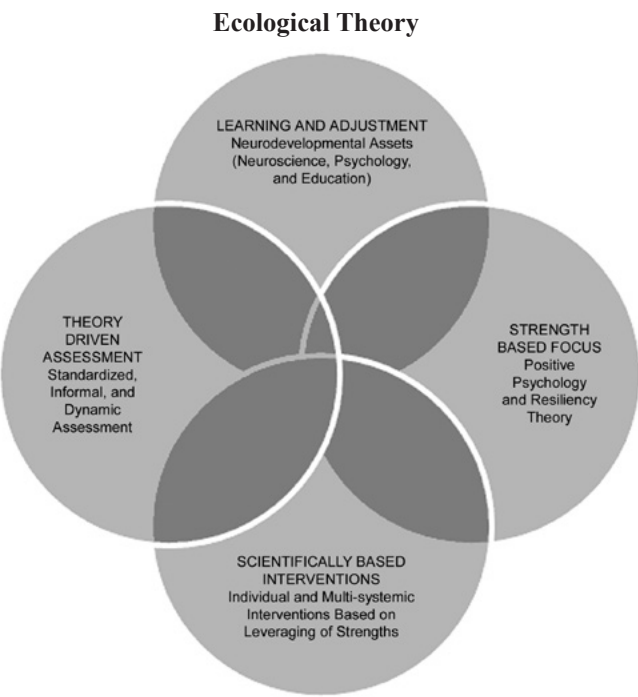 Ecological Theory
LEARNING AND ADJUSTMENT
Neurodevelopmental Assets
(Neuroscience, Psychology,
and Education)
THEORY
DRIVEN
ASSESSMENT
Standardized,
Informal, and
Dynamic
Assessment
STRENGTH
BASED FOCUS
Positive
Psychology
and Resiliency
Theory
SCIENTIFICALLY BASED
INTERVENTIONS
Individual and Multi-systemic
Interventions Based on
Leveraging of Strengths